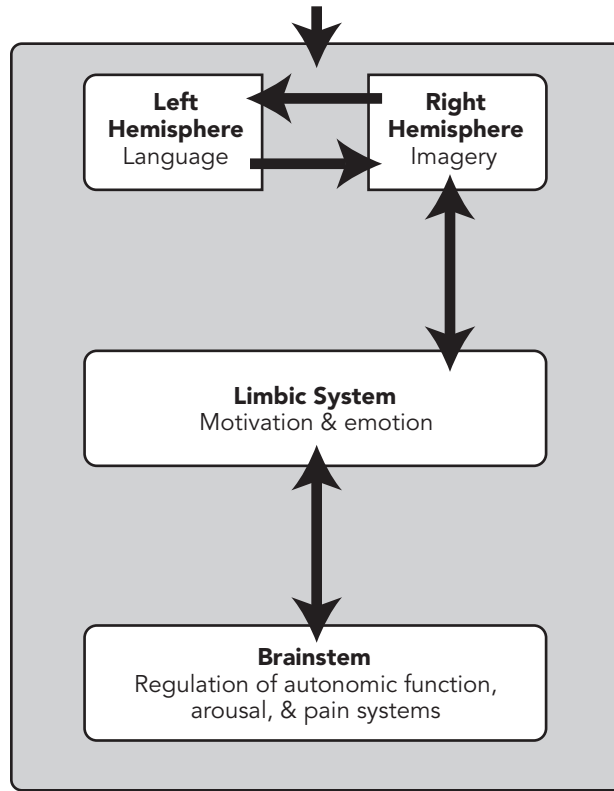 Left
Hemisphere
Language
Right
Hemisphere
Imagery
Limbic System
Motivation & emotion
Brainstem
Regulation of autonomic function,
arousal, & pain systems